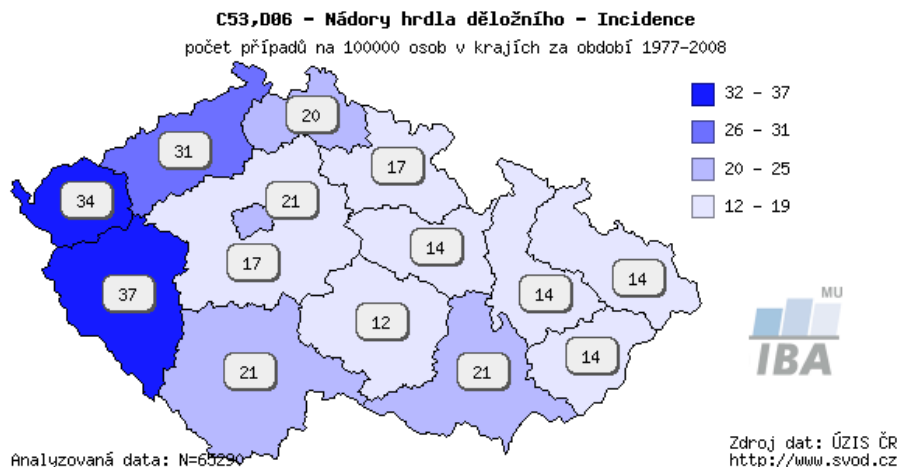 C53,D06 - Nádory hrdla děložního - Incidence
počet případů na 100000 osob v krajích za období 1977-2008
32 - 37
26 - 31
20 - 25
12 - 19
20
31
17
34
21
14
17
37
14
14
12
14
21
21
MU
IBA
Analyzovaná data: N=65290
Zdroj dat: ÚZIS ČR
http://www.svod.cz